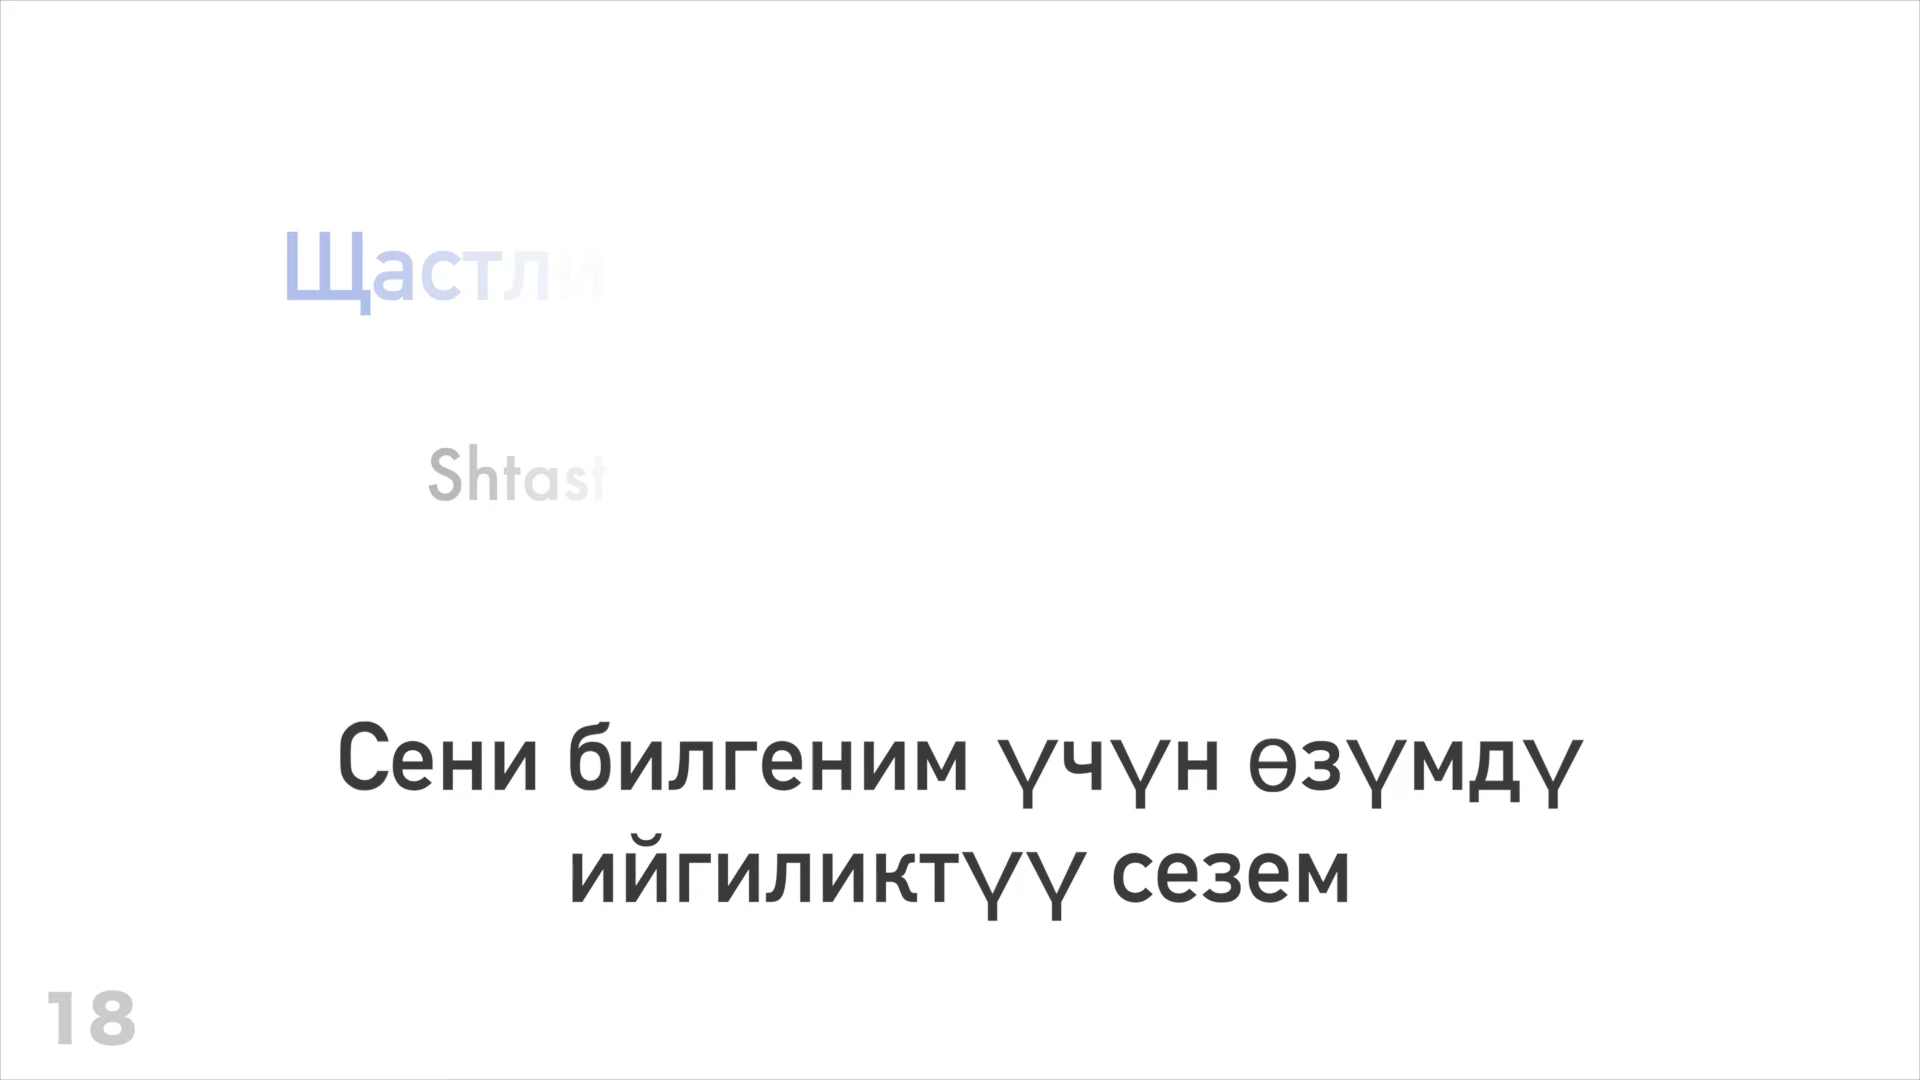 Щастли
Shtast
Сени билгеним үчүн өзүмдү
ийгиликтүү сезем
18